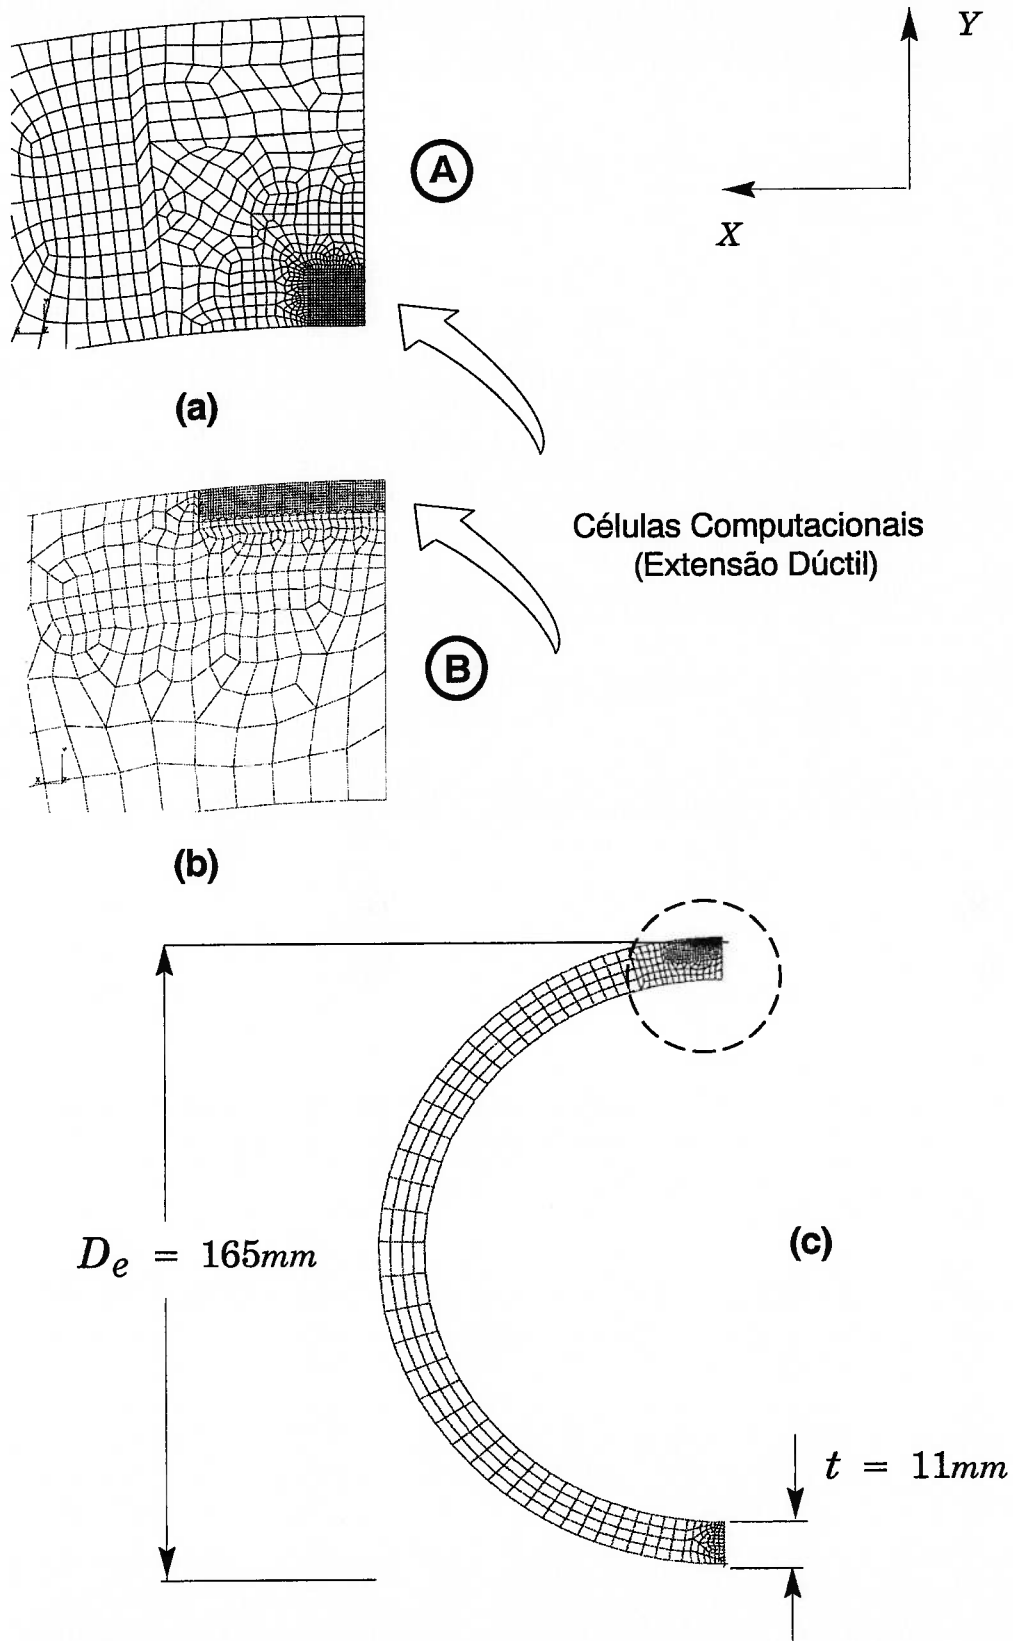 Y
A
X
(a)
Células Computacionais
(Extensão Dúctil)
B
(b)
(c)
D_e = 165mm
t = 11mm